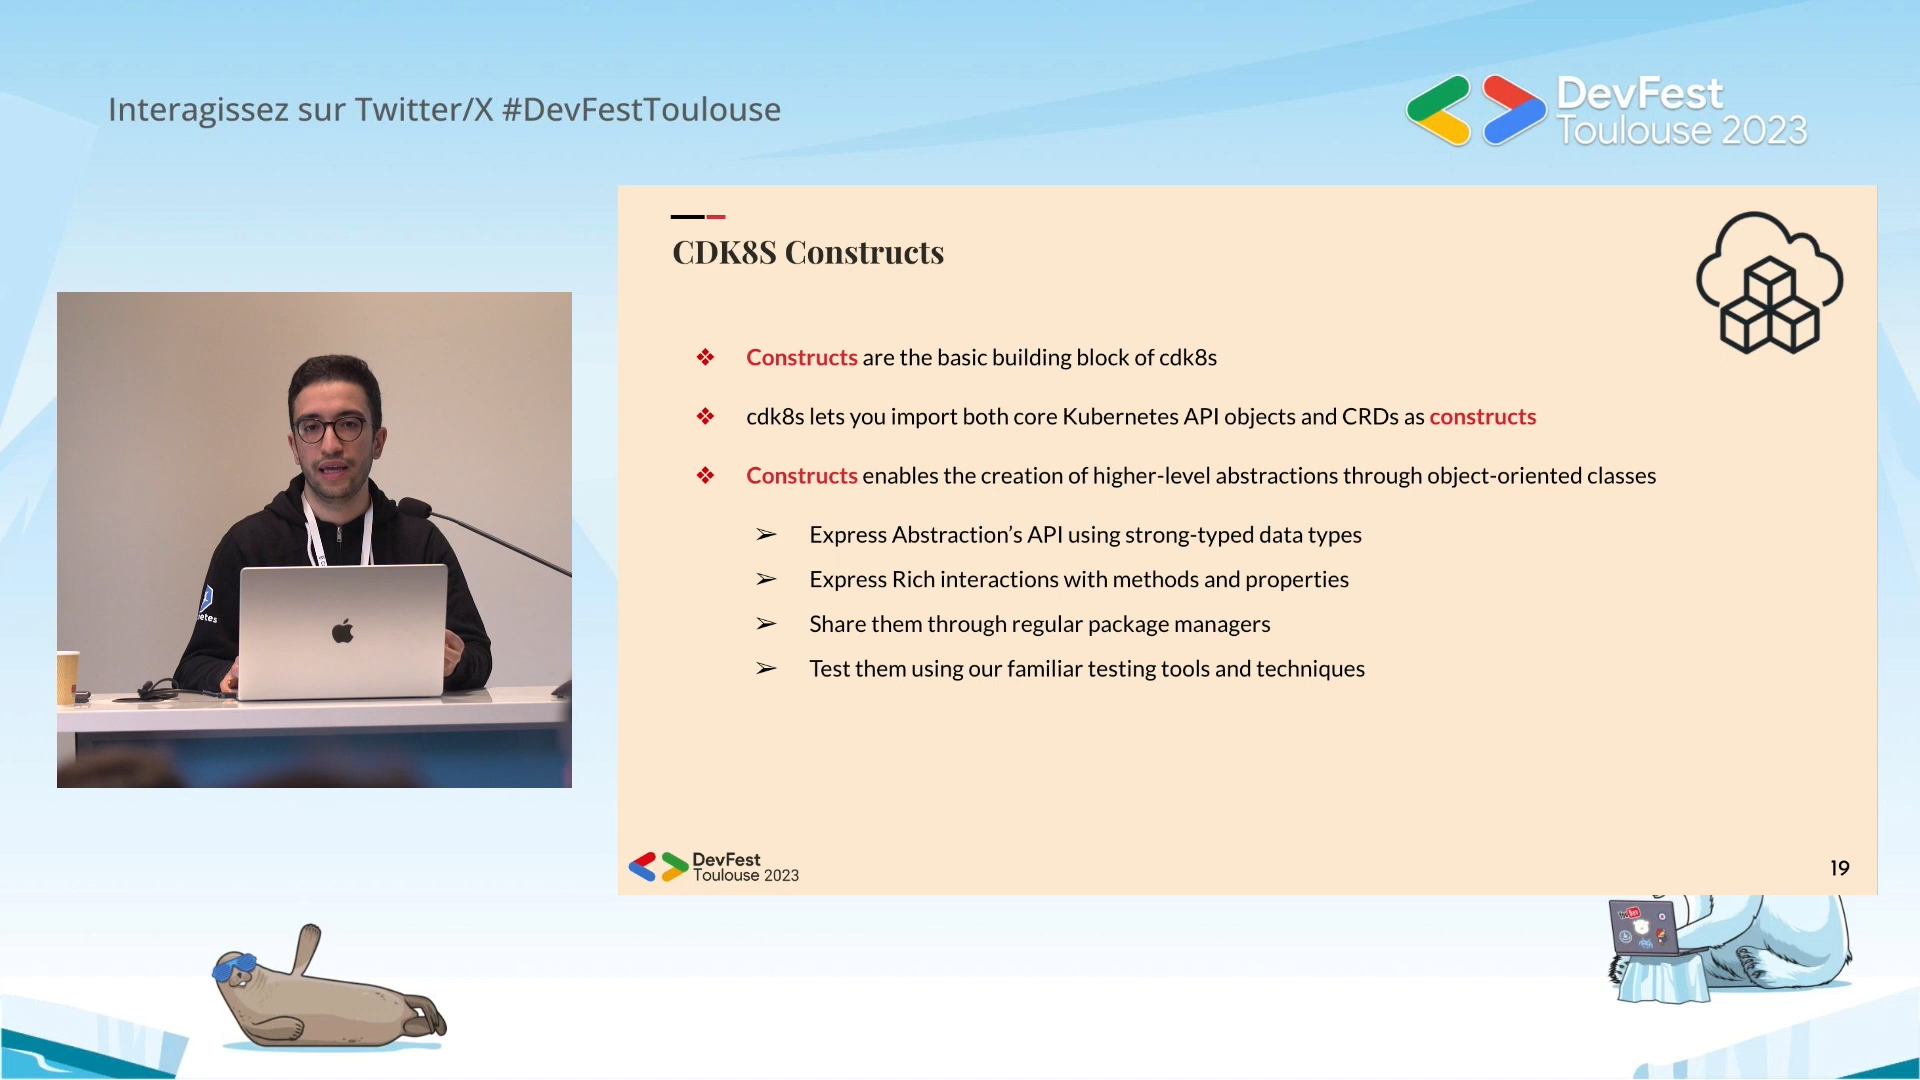 Interagissez sur Twitter/X #DevFestToulouse
DevFest
Toulouse 2023
CDK8S Constructs
❖ Constructs are the basic building block of cdk8s
❖ cdk8s lets you import both core Kubernetes API objects and CRDs as constructs
❖ Constructs enables the creation of higher-level abstractions through object-oriented classes
➢ Express Abstraction’s API using strong-typed data types
➢ Express Rich interactions with methods and properties
➢ Share them through regular package managers
➢ Test them using our familiar testing tools and techniques
DevFest
Toulouse 2023
19